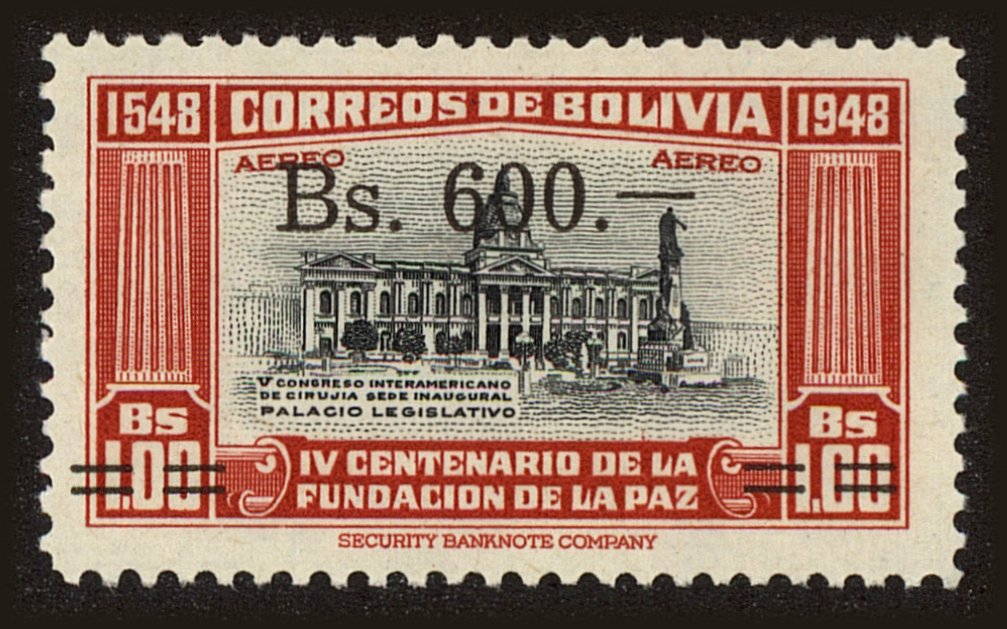 1548 CORREOS DE BOLIVIA 1948
AEREO AEREO
Bs. 600.—
V CONGRESO INTERAMERICANO
DE CIRUJIA SEDE INAUGURAL
PALACIO LEGISLATIVO
Bs Bs
1.00 1.00
IV CENTENARIO DE LA
FUNDACION DE LA PAZ
SECURITY BANKNOTE COMPANY